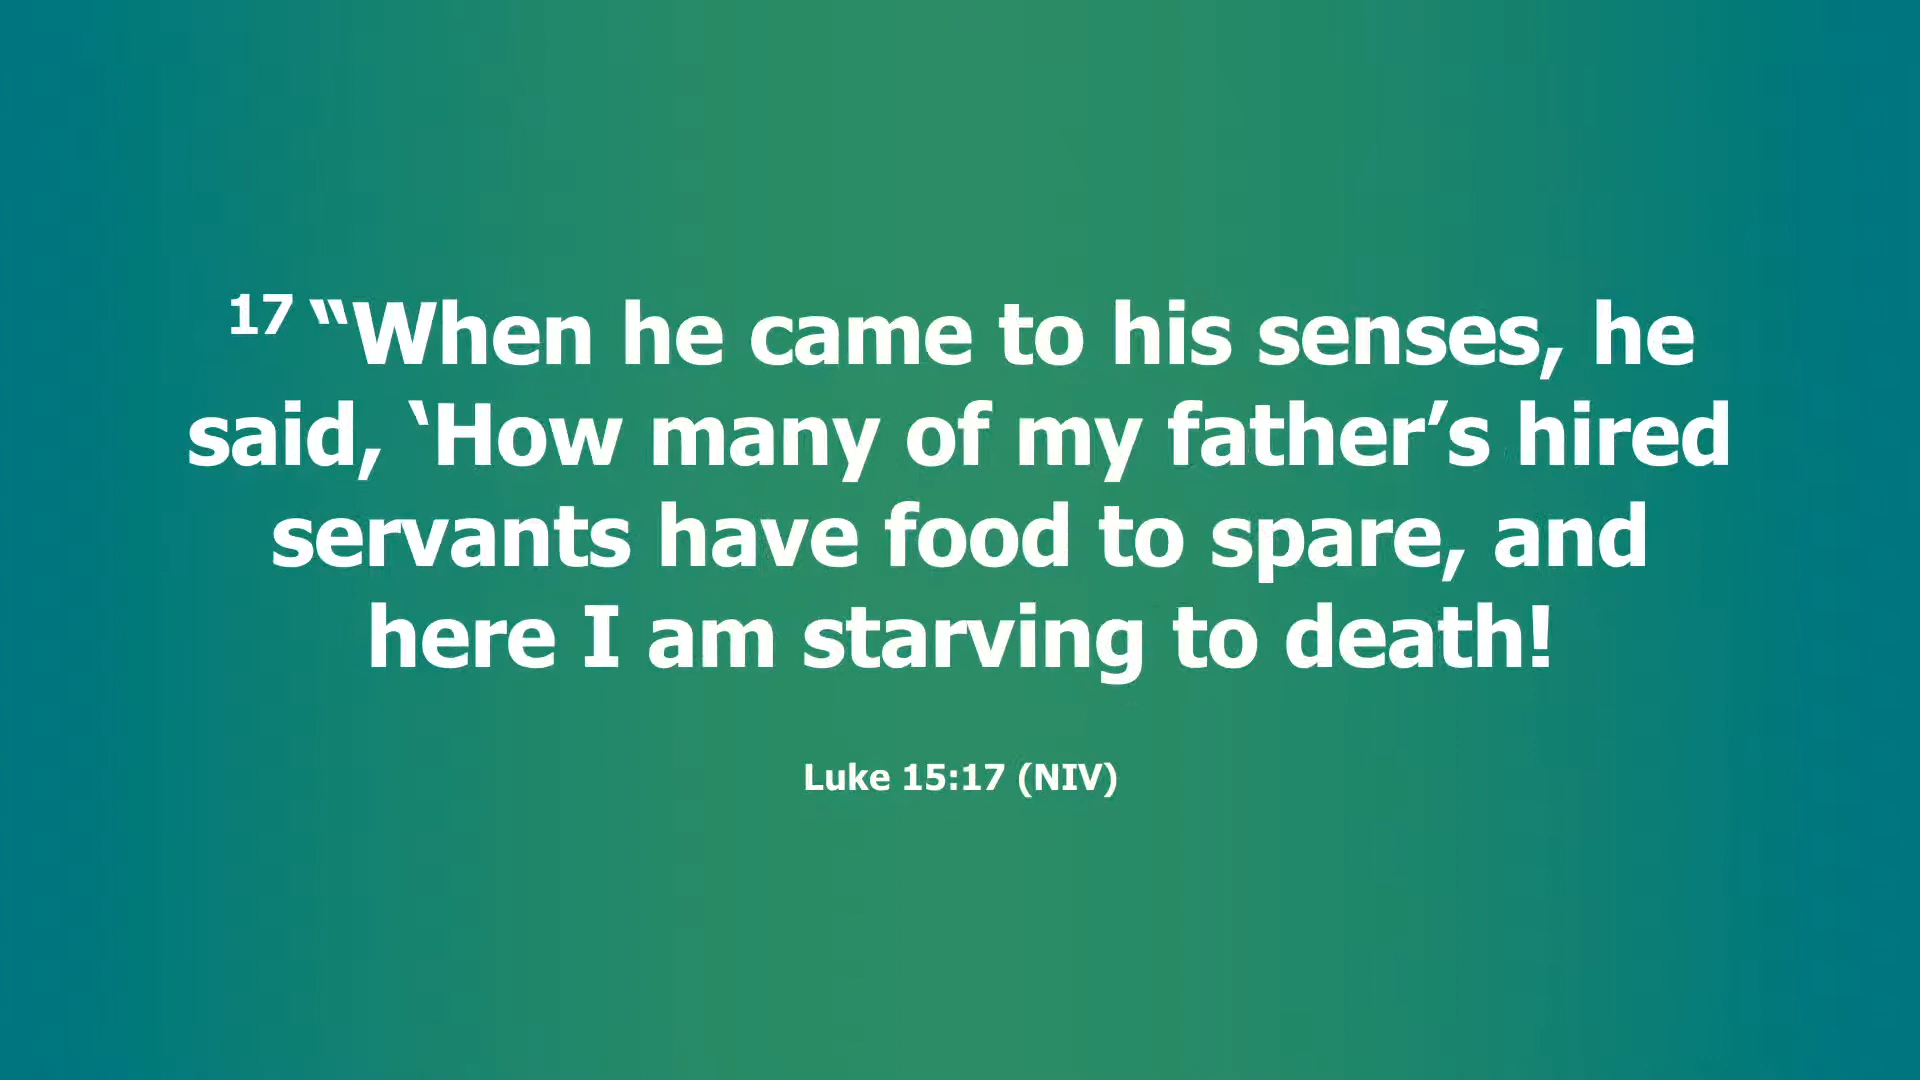 17 “When he came to his senses, he
said, ‘How many of my father’s hired
servants have food to spare, and
here I am starving to death!
Luke 15:17 (NIV)